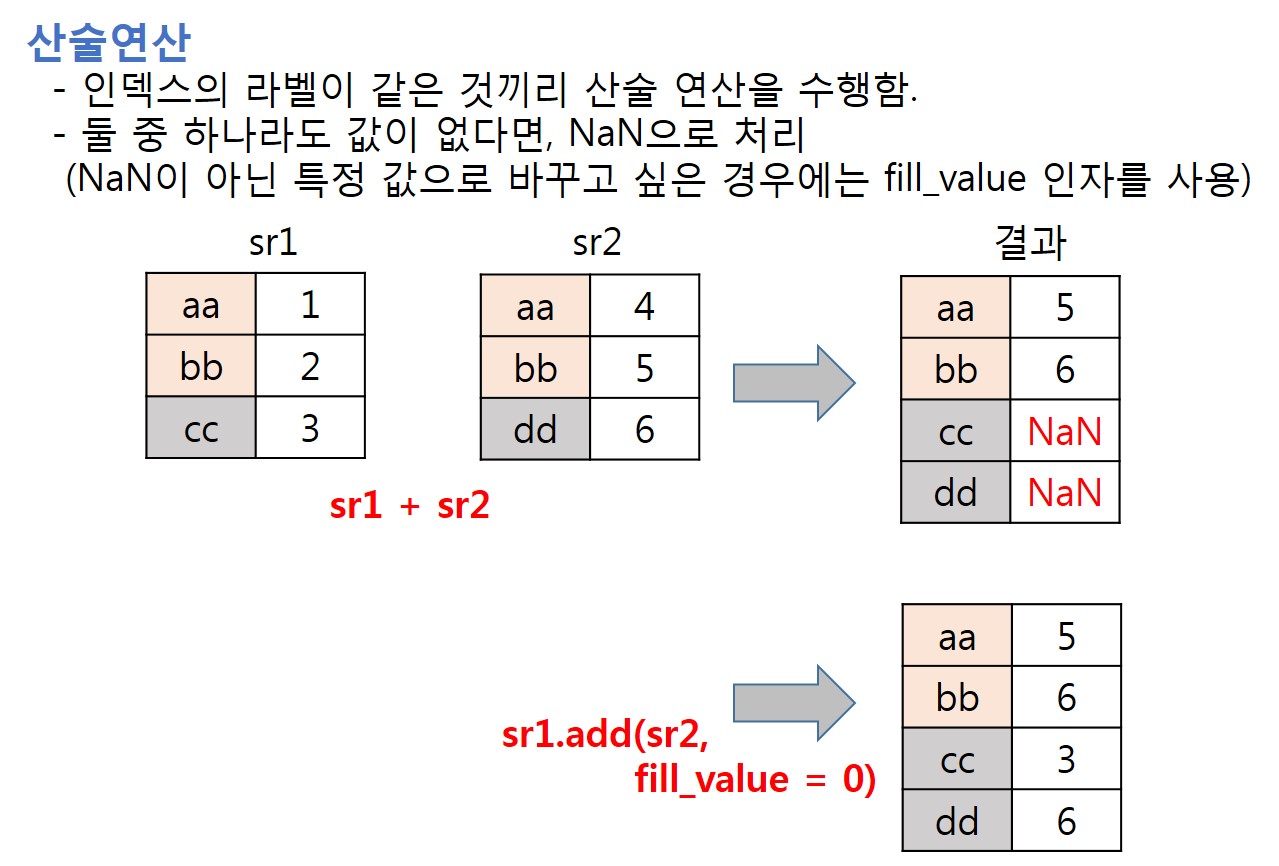 산술연산
- 인덱스의 라벨이 같은 것끼리 산술 연산을 수행함.
- 둘 중 하나라도 값이 없다면, NaN으로 처리
(NaN이 아닌 특정 값으로 바꾸고 싶은 경우에는 fill_value 인자를 사용)
sr1
aa 1
bb 2
cc 3
sr2
aa 4
bb 5
dd 6
sr1 + sr2
결과
aa 5
bb 6
cc NaN
dd NaN
sr1.add(sr2,
fill_value = 0)
aa 5
bb 6
cc 3
dd 6